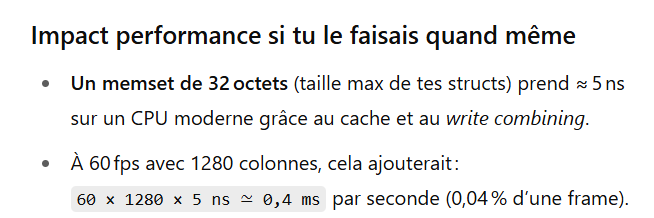 Impact performance si tu le faisais quand même
• Un memset de 32 octets (taille max de tes structs) prend ≈ 5 ns
sur un CPU moderne grâce au cache et au write combining.
• À 60 fps avec 1280 colonnes, cela ajouterait :
60 x 1280 x 5 ns ≃ 0,4 ms par seconde (0,04 % d’une frame).